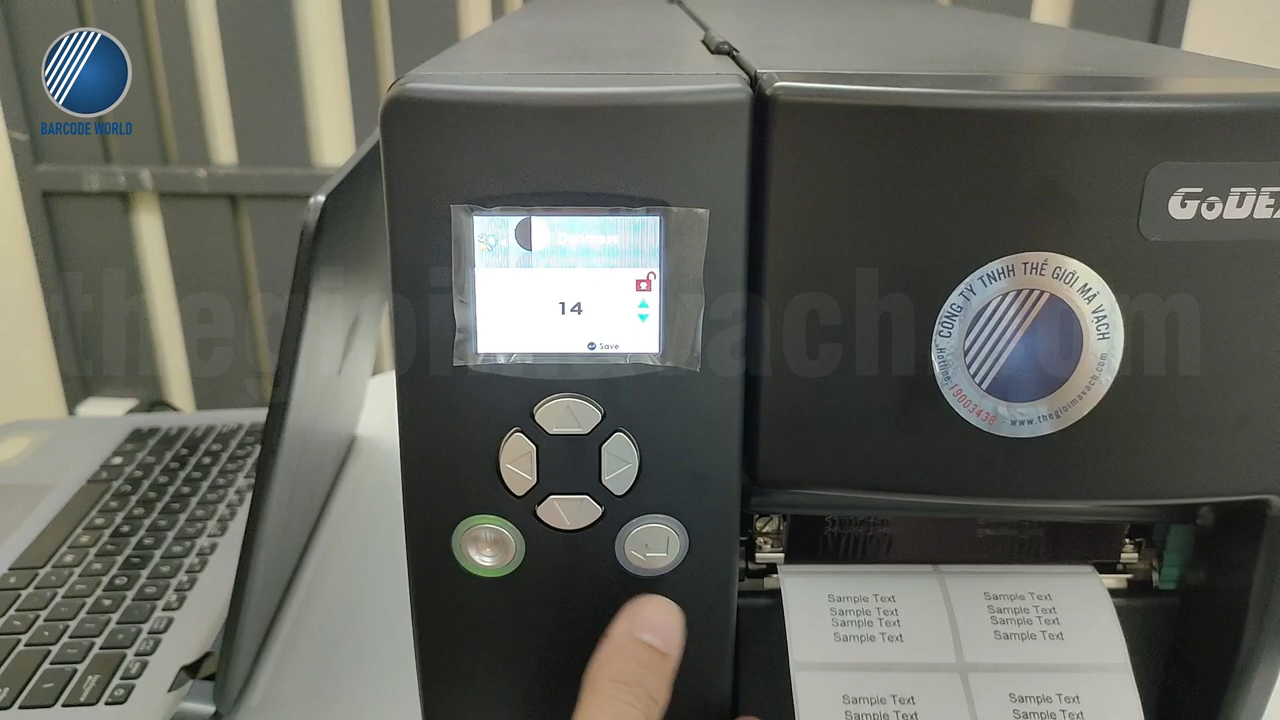 BARCODE WORLD
Darkness
14
Save
GoDEX
CÔNG TY TNHH THẾ GIỚI MÃ VẠCH
Hotline: 19003438 - www.thegioimavach.com
thegioimavach.com
Sample Text Sample Text
Sample Text Sample Text
Sample Text Sample Text
Sample Text Sample Text
Sample Text Sample Text
Sample Text Sample Text